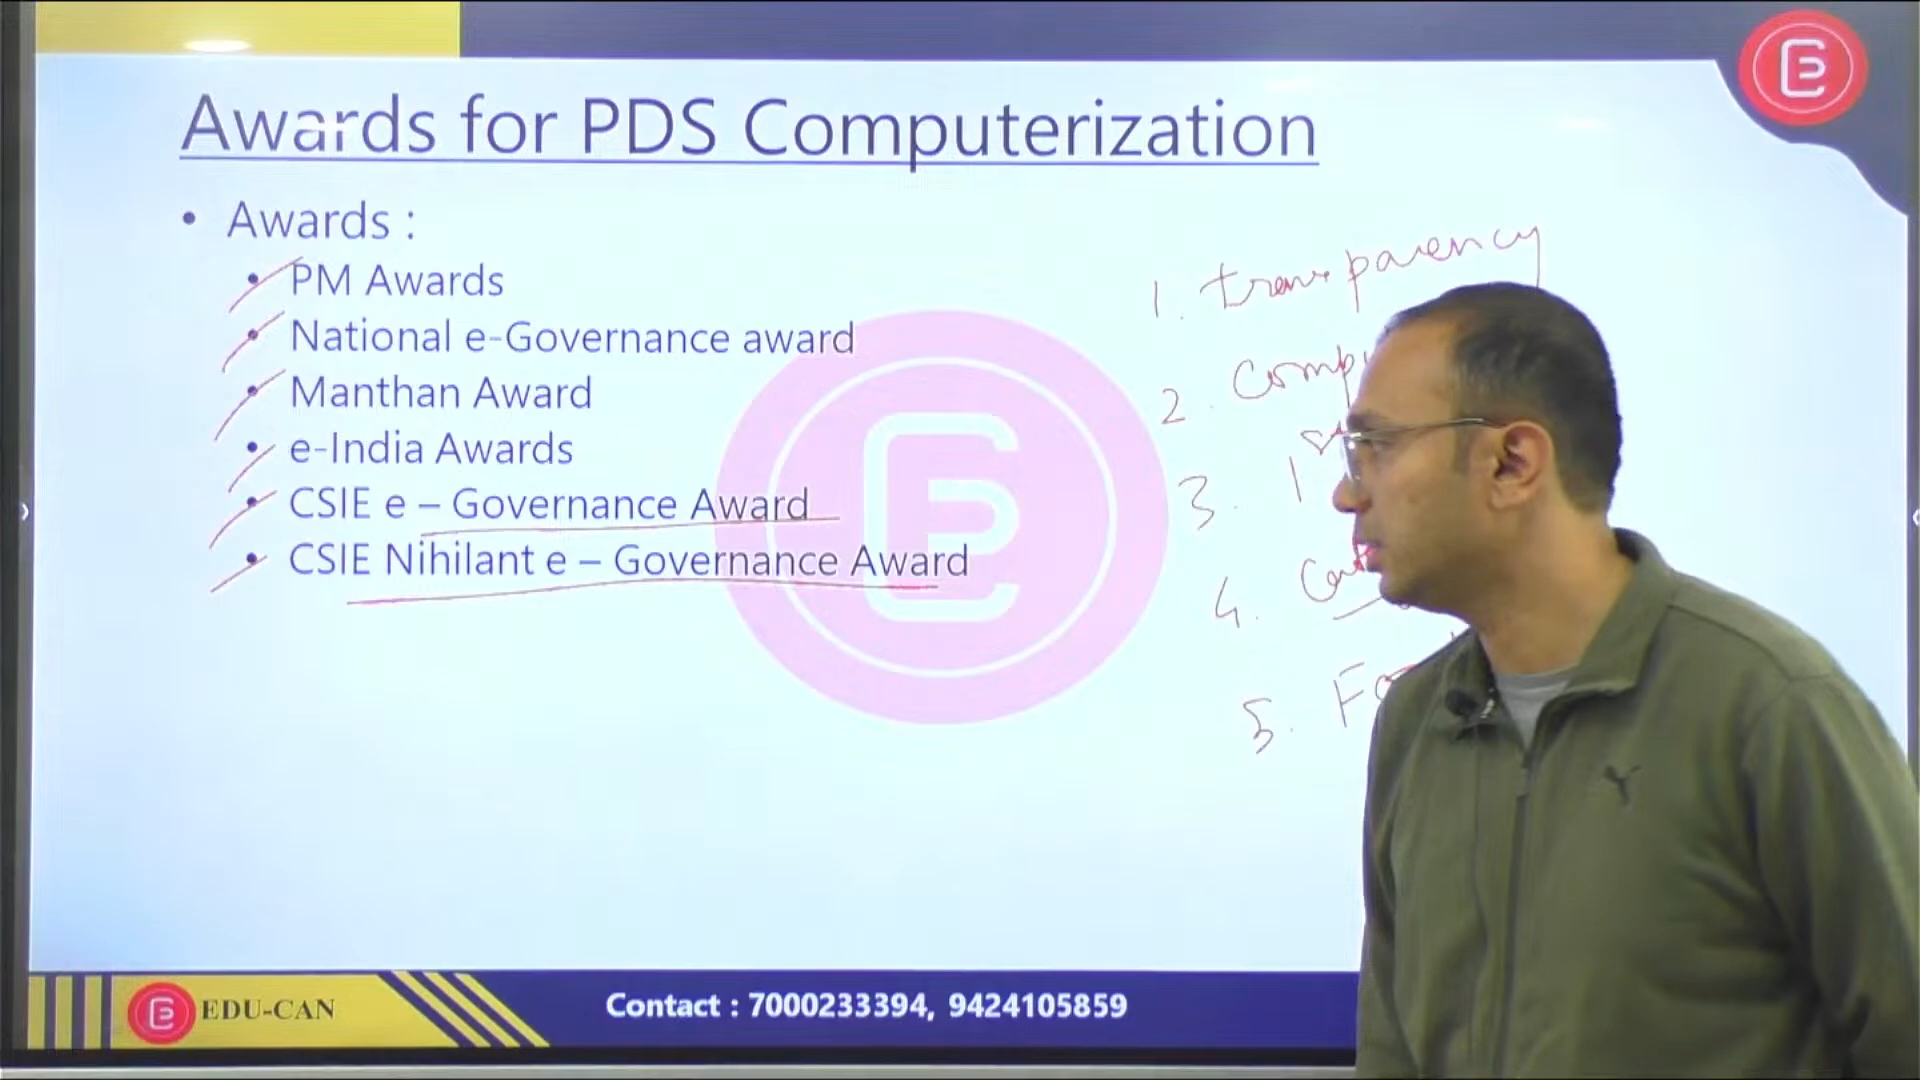 Awards for PDS Computerization
• Awards :
• PM Awards
• National e-Governance award
• Manthan Award
• e-India Awards
• CSIE e – Governance Award
• CSIE Nihilant e – Governance Award
1. transparency
2.
3.
4.
5.
EDU-CAN
Contact : 7000233394, 9424105859